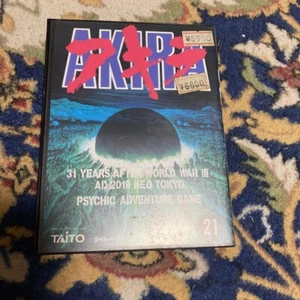 AKIRA
アキラ
¥6800
31 YEARS AFTER WORLD WAR III
AD 2019 NEO TOKYO
PSYCHIC ADVENTURE GAME
TAITO
21